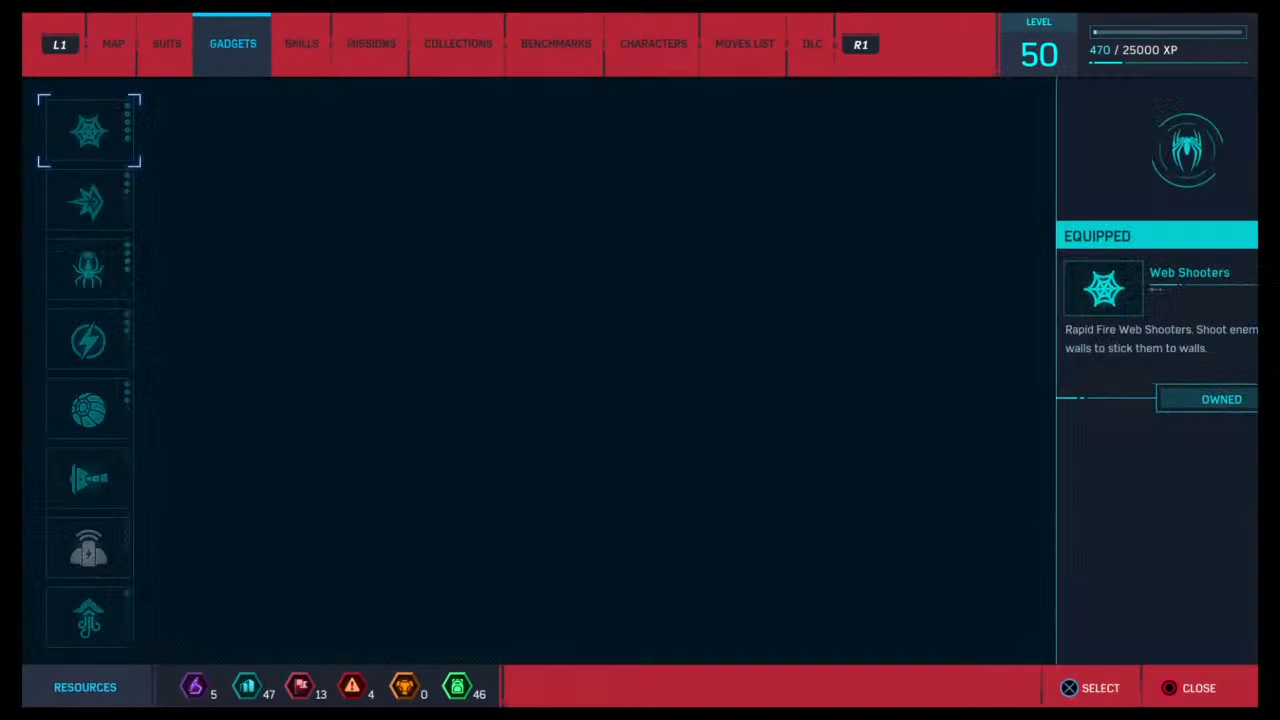 L1 MAP SUITS GADGETS SKILLS MISSIONS COLLECTIONS BENCHMARKS CHARACTERS MOVES LIST DLC R1
LEVEL
50
470 / 25000 XP
EQUIPPED
Web Shooters
Rapid Fire Web Shooters. Shoot enem
walls to stick them to walls.
OWNED
RESOURCES 5 47 13 4 0 46 SELECT CLOSE